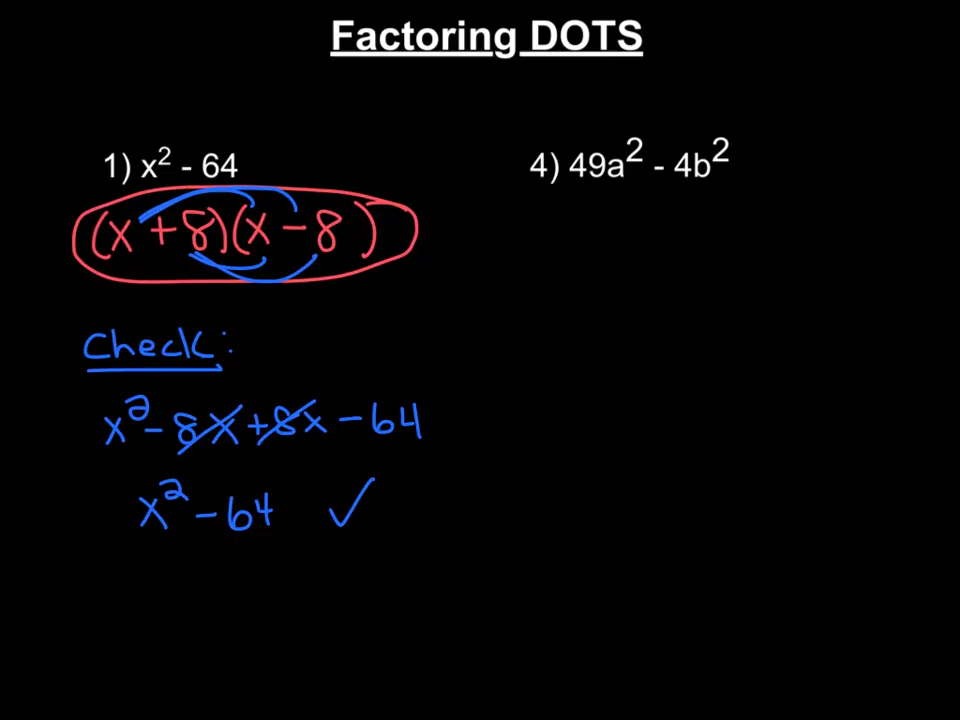 Factoring DOTS
1) x² - 64
(x + 8)(x - 8)
Check:
x² - 8x + 8x - 64
x² - 64 ✓
4) 49a² - 4b²